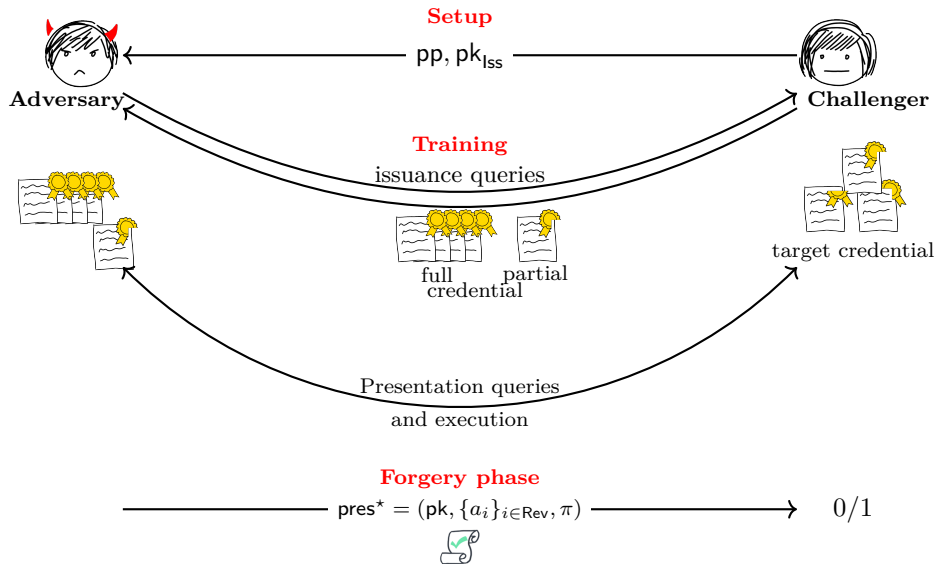 Setup
pp, pk_Iss
Adversary
Challenger
Training
issuance queries
full
partial
credential
target credential
Presentation queries
and execution
Forgery phase
pres⋆ = (pk, {a_i}_{i∈Rev}, π)
0/1